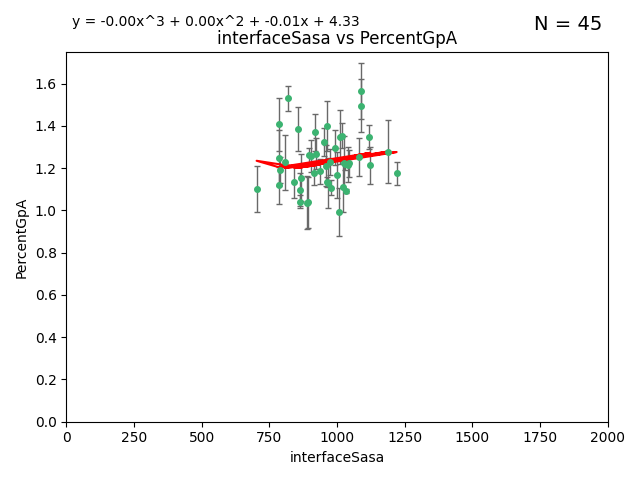 y = -0.00x^3 + 0.00x^2 + -0.01x + 4.33
N = 45
interfaceSasa vs PercentGpA
PercentGpA
1.6
1.4
1.2
1.0
0.8
0.6
0.4
0.2
0.0
0 250 500 750 1000 1250 1500 1750 2000
interfaceSasa